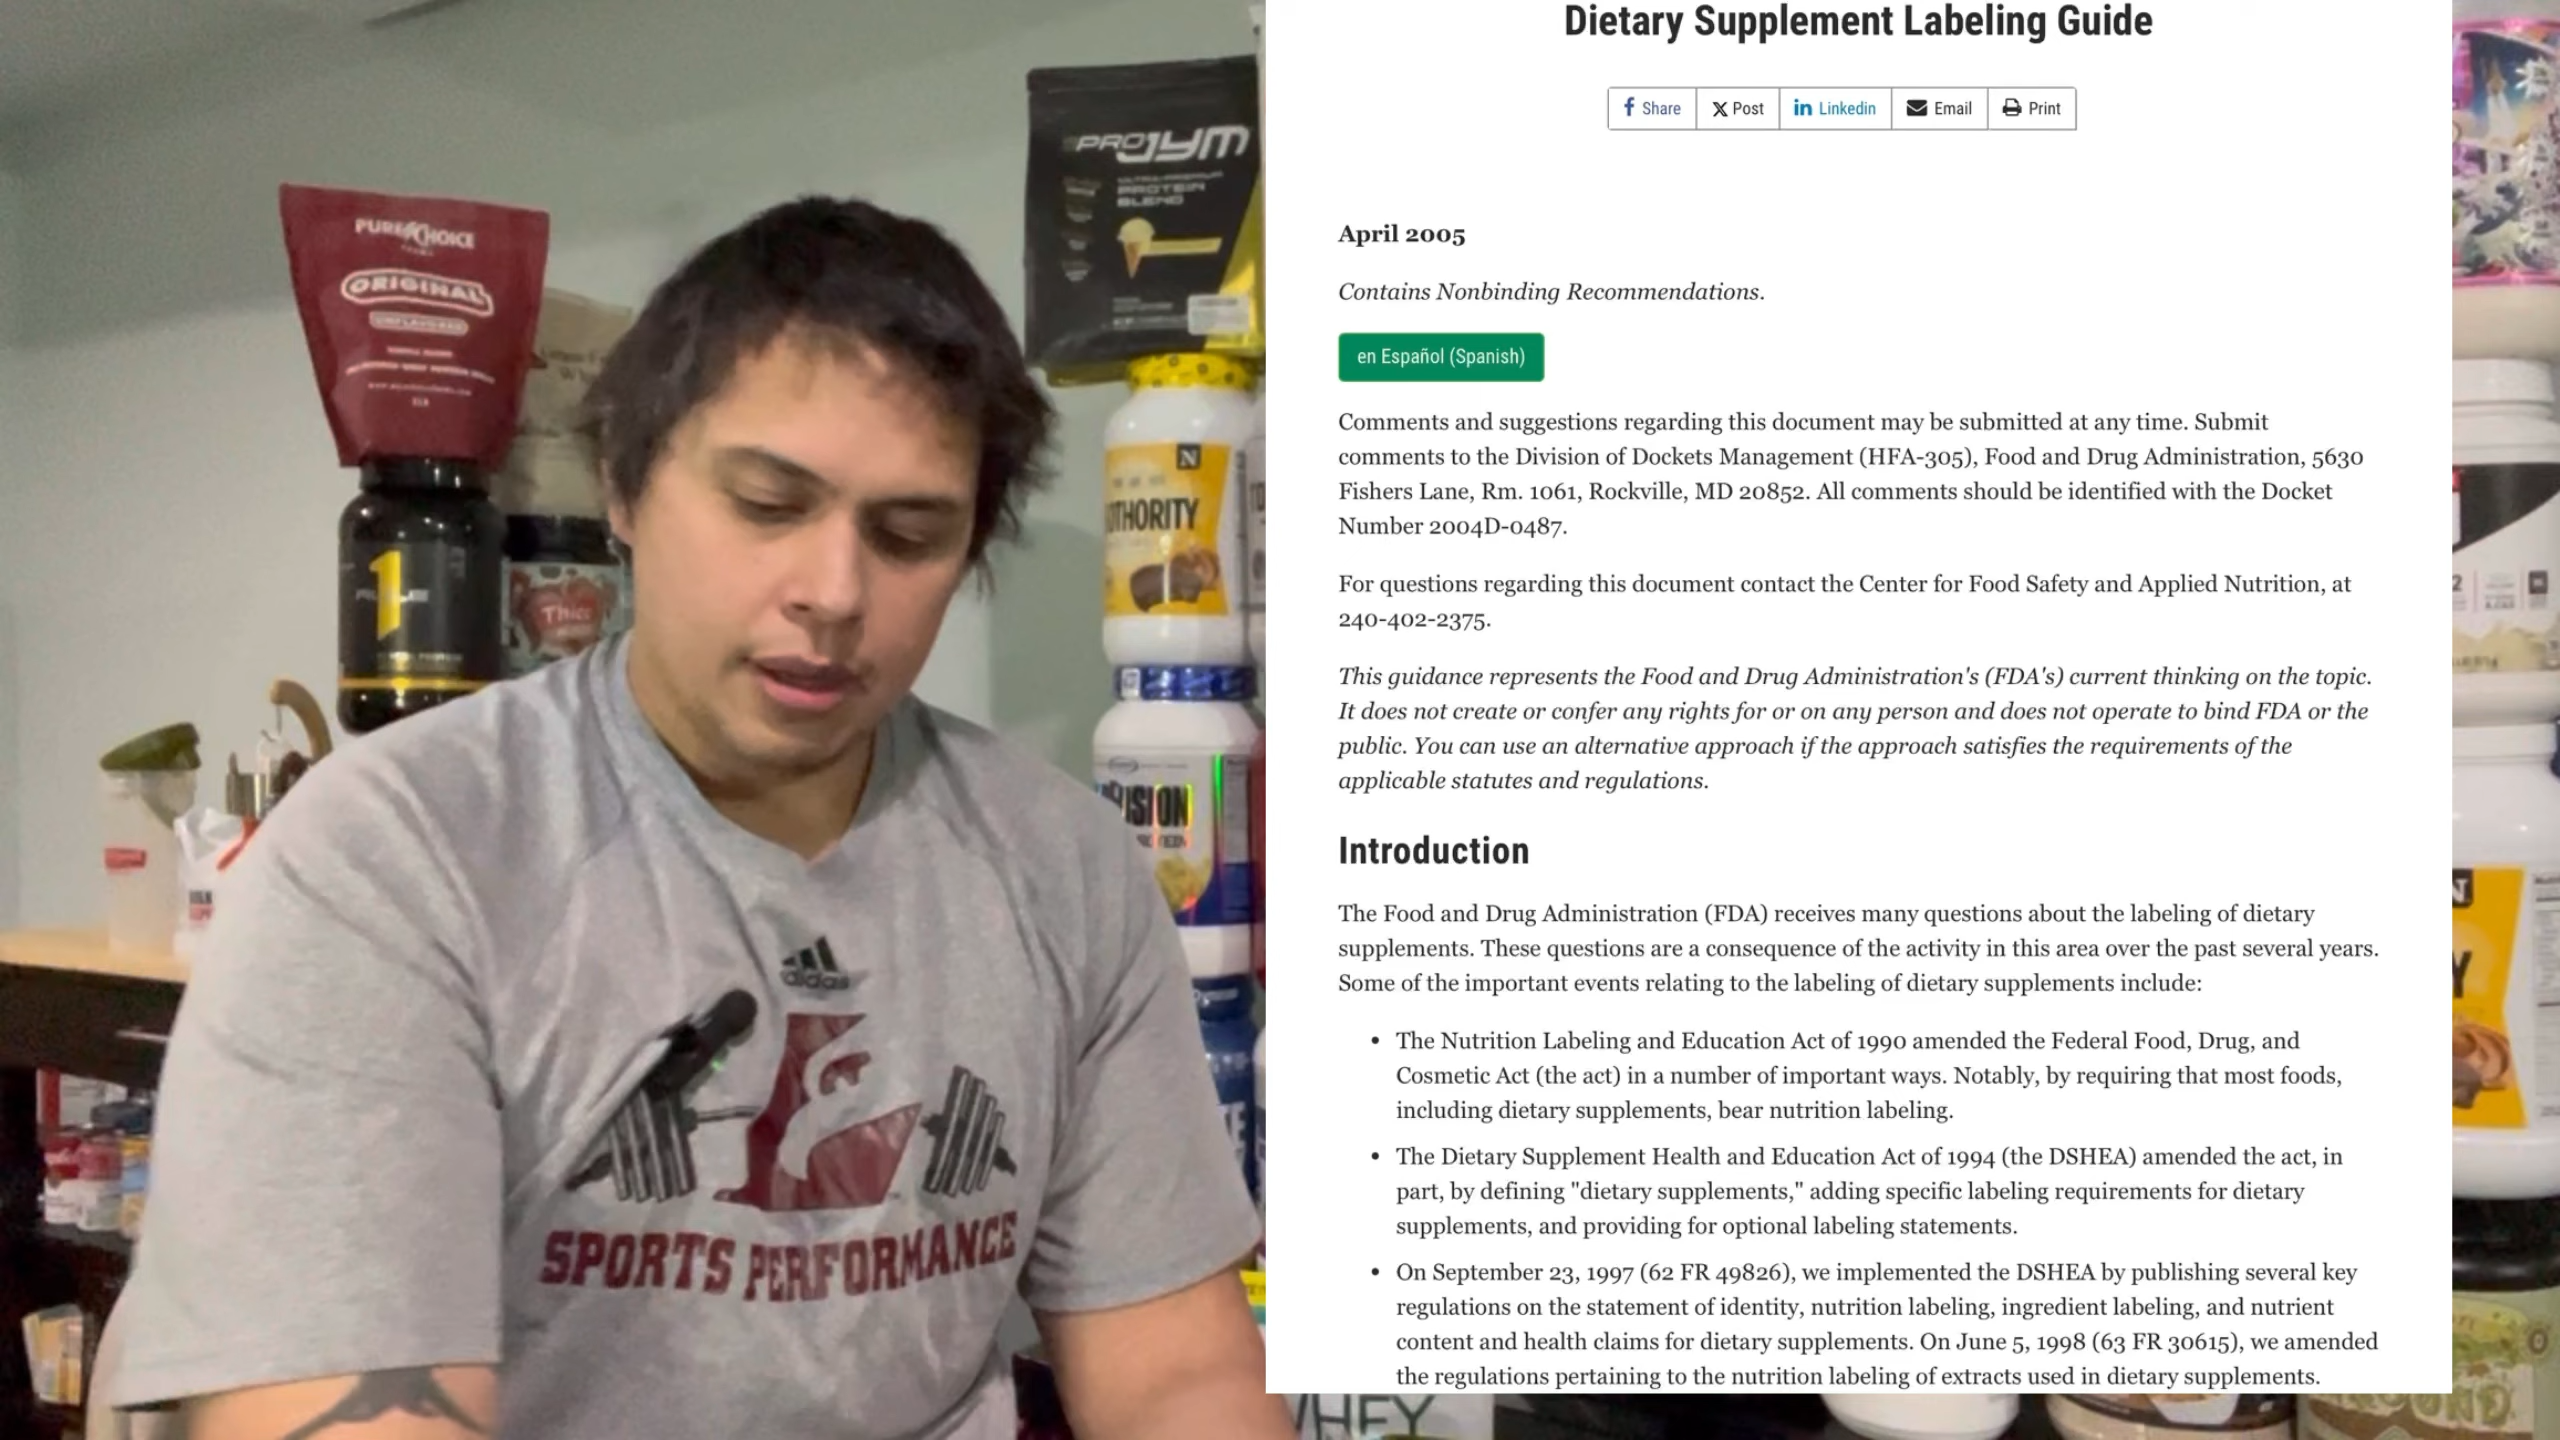 Dietary Supplement Labeling Guide
Share
Post
Linkedin
Email
Print
April 2005
Contains Nonbinding Recommendations.
en Español (Spanish)
Comments and suggestions regarding this document may be submitted at any time. Submit
comments to the Division of Dockets Management (HFA-305), Food and Drug Administration, 5630
Fishers Lane, Rm. 1061, Rockville, MD 20852. All comments should be identified with the Docket
Number 2004D-0487.
For questions regarding this document contact the Center for Food Safety and Applied Nutrition, at
240-402-2375.
This guidance represents the Food and Drug Administration's (FDA's) current thinking on the topic.
It does not create or confer any rights for or on any person and does not operate to bind FDA or the
public. You can use an alternative approach if the approach satisfies the requirements of the
applicable statutes and regulations.
Introduction
The Food and Drug Administration (FDA) receives many questions about the labeling of dietary
supplements. These questions are a consequence of the activity in this area over the past several years.
Some of the important events relating to the labeling of dietary supplements include:
• The Nutrition Labeling and Education Act of 1990 amended the Federal Food, Drug, and
Cosmetic Act (the act) in a number of important ways. Notably, by requiring that most foods,
including dietary supplements, bear nutrition labeling.
• The Dietary Supplement Health and Education Act of 1994 (the DSHEA) amended the act, in
part, by defining "dietary supplements," adding specific labeling requirements for dietary
supplements, and providing for optional labeling statements.
• On September 23, 1997 (62 FR 49826), we implemented the DSHEA by publishing several key
regulations on the statement of identity, nutrition labeling, ingredient labeling, and nutrient
content and health claims for dietary supplements. On June 5, 1998 (63 FR 30615), we amended
the regulations pertaining to the nutrition labeling of extracts used in dietary supplements.
PURE CHOICE
FARMS
ORIGINAL
UNFLAVORED
2LB
PRO JYM
ULTRA-PREMIUM
PROTEIN
BLEND
1
RULE
Thicc
N
THORITY
USION
adidas
L
SPORTS PERFORMANCE
WHEY
N